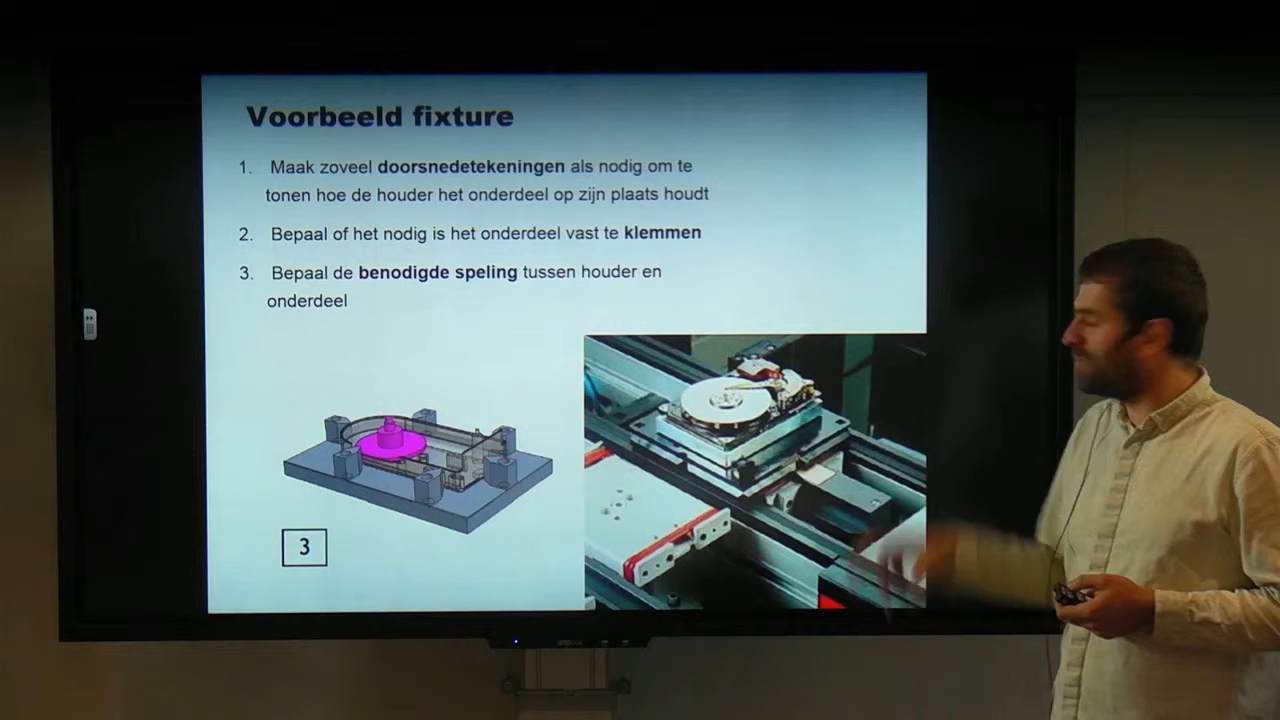 Voorbeeld fixture
1. Maak zoveel doorsnedetekeningen als nodig om te
tonen hoe de houder het onderdeel op zijn plaats houdt
2. Bepaal of het nodig is het onderdeel vast te klemmen
3. Bepaal de benodigde speling tussen houder en
onderdeel
3